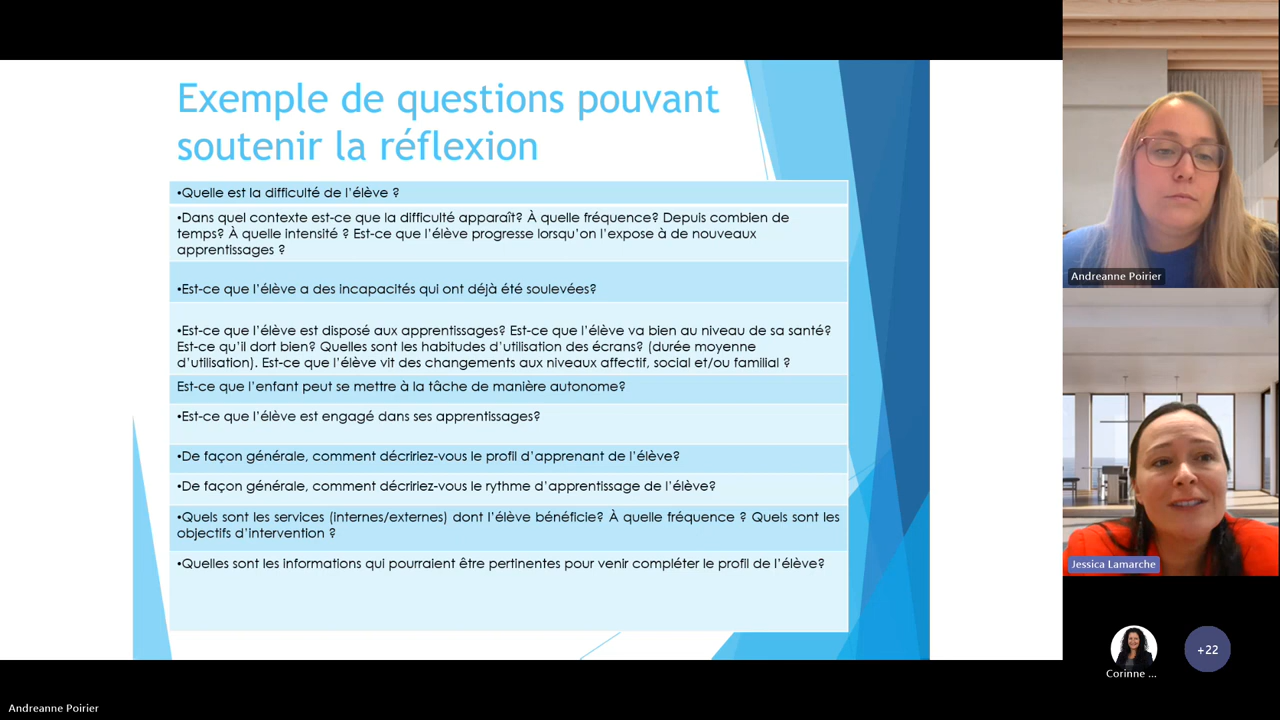 Exemple de questions pouvant
soutenir la réflexion
•Quelle est la difficulté de l’élève ?
•Dans quel contexte est-ce que la difficulté apparaît? À quelle fréquence? Depuis combien de
temps? À quelle intensité ? Est-ce que l’élève progresse lorsqu’on l’expose à de nouveaux
apprentissages ?
•Est-ce que l’élève a des incapacités qui ont déjà été soulevées?
•Est-ce que l’élève est disposé aux apprentissages? Est-ce que l’élève va bien au niveau de sa santé?
Est-ce qu’il dort bien? Quelles sont les habitudes d’utilisation des écrans? (durée moyenne
d’utilisation). Est-ce que l’élève vit des changements aux niveaux affectif, social et/ou familial ?
Est-ce que l’enfant peut se mettre à la tâche de manière autonome?
•Est-ce que l’élève est engagé dans ses apprentissages?
•De façon générale, comment décririez-vous le profil d’apprenant de l’élève?
•De façon générale, comment décririez-vous le rythme d’apprentissage de l’élève?
•Quels sont les services (internes/externes) dont l’élève bénéficie? À quelle fréquence ? Quels sont les
objectifs d’intervention ?
•Quelles sont les informations qui pourraient être pertinentes pour venir compléter le profil de l’élève?
Andreanne Poirier
Jessica Lamarche
Corinne ...
+22
Andreanne Poirier